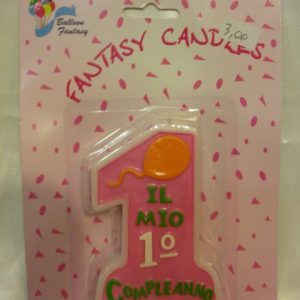 Balloon
Fantasy
3,00
FANTASY CANDLES
IL
MIO
1º
COMPLEANNO